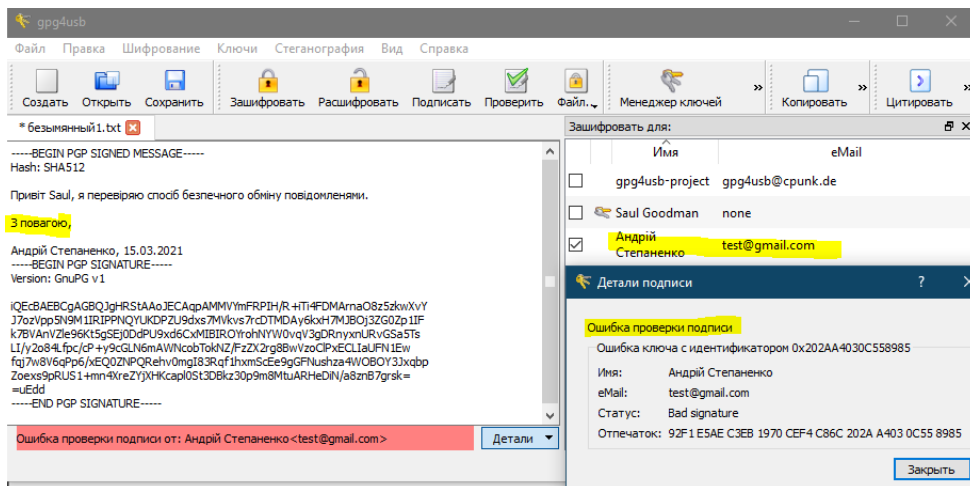 gpg4usb
Файл Правка Шифрование Ключи Стеганография Вид Справка
Создать Открыть Сохранить Зашифровать Расшифровать Подписать Проверить Файл... Менеджер ключей » Копировать » Цитировать »
* безымянный1.txt
Зашифровать для:
-----BEGIN PGP SIGNED MESSAGE-----
Hash: SHA512
Привіт Saul, я перевіряю спосіб безпечного обміну повідомленями.
З повагою,
Андрій Степаненко, 15.03.2021
-----BEGIN PGP SIGNATURE-----
Version: GnuPG v1
iQEcBAEBCgAGBQJgHRStAAoJECAqpAMMVYmFRPIH/R+HTi4FDMArnaO8z5zkwXvY
J7ozVpp5N9M1IRIPPNQYUKDPZU9dxs7MVkvs7rcDTMDAy6kxH7MJBOj3ZG0Zp1IF
k7BVAnVZle96Kt5gSEj0DdPU9xd6CxMIBIROYrohNYW0vqV3gDRnyxnURvGSa5Ts
LI/y2o84Lfpc/cP+y9cGLN6mAWNcobTokNZ/FzZX2rg8BwVzoClPxECLIaUFN1Ew
fqj7w8V6qPp6/xEQ0ZNPQRehv0mgI83Rqf1hxmScEe9gGFNushza4WOBOY3Jxqbp
Zoexs9pRUS1+mn4XreZYjXHKcapl0St3DBkz30p9m8MtuARHeDiN/a8znB7grsk=
=uEdd
-----END PGP SIGNATURE-----
Ошибка проверки подписи от: Андрій Степаненко<test@gmail.com>
Детали
Имя eMail
gpg4usb-project gpg4usb@cpunk.de
Saul Goodman none
Андрій
Степаненко test@gmail.com
Детали подписи ?
Ошибка проверки подписи
Ошибка ключа с идентификатором 0x202AA4030C558985
Имя: Андрій Степаненко
eMail: test@gmail.com
Статус: Bad signature
Отпечаток: 92F1 E5AE C3EB 1970 CEF4 C86C 202A A403 0C55 8985
Закрыть